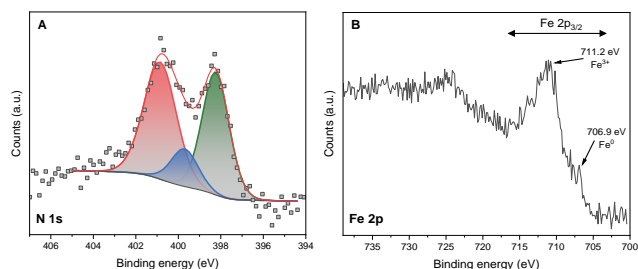 A
Counts (a.u.)
N 1s
406 404 402 400 398 396 394
Binding energy (eV)
B
Fe 2p3/2
711.2 eV
Fe3+
706.9 eV
Fe0
Counts (a.u.)
Fe 2p
735 730 725 720 715 710 705 700
Binding energy (eV)